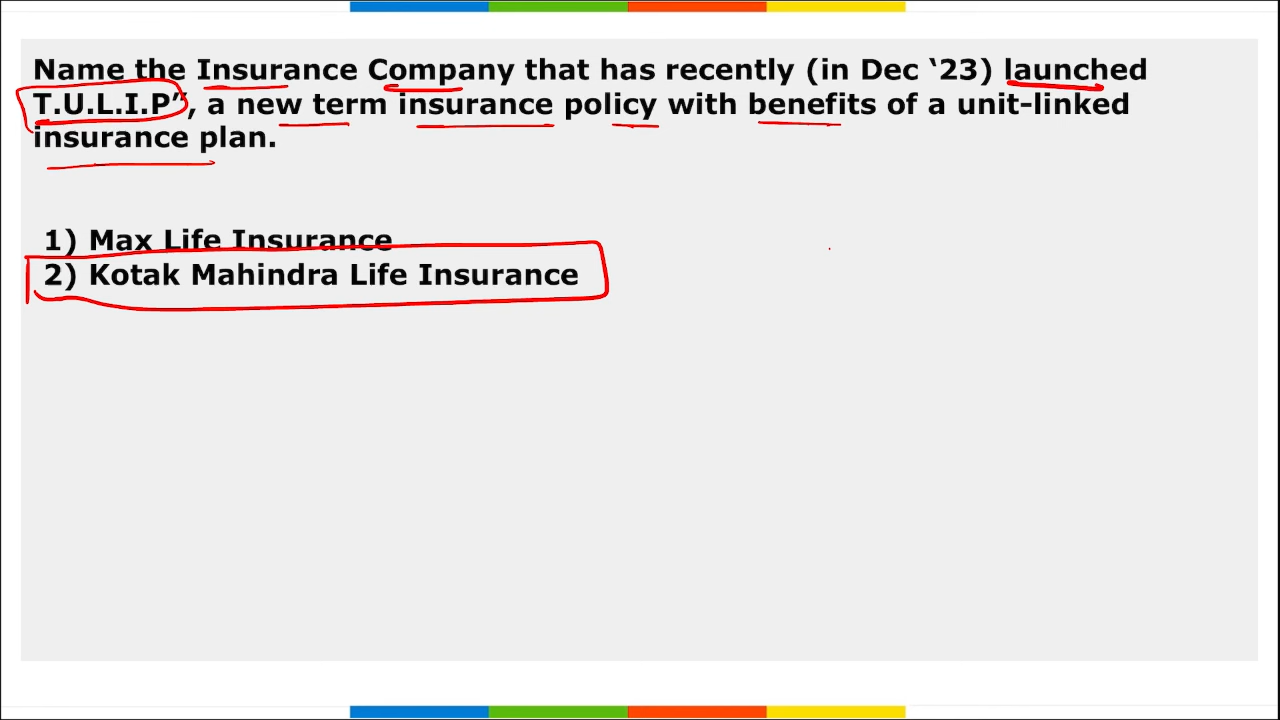 Name the Insurance Company that has recently (in Dec ‘23) launched
T.U.L.I.P”, a new term insurance policy with benefits of a unit-linked
insurance plan.
1) Max Life Insurance
2) Kotak Mahindra Life Insurance